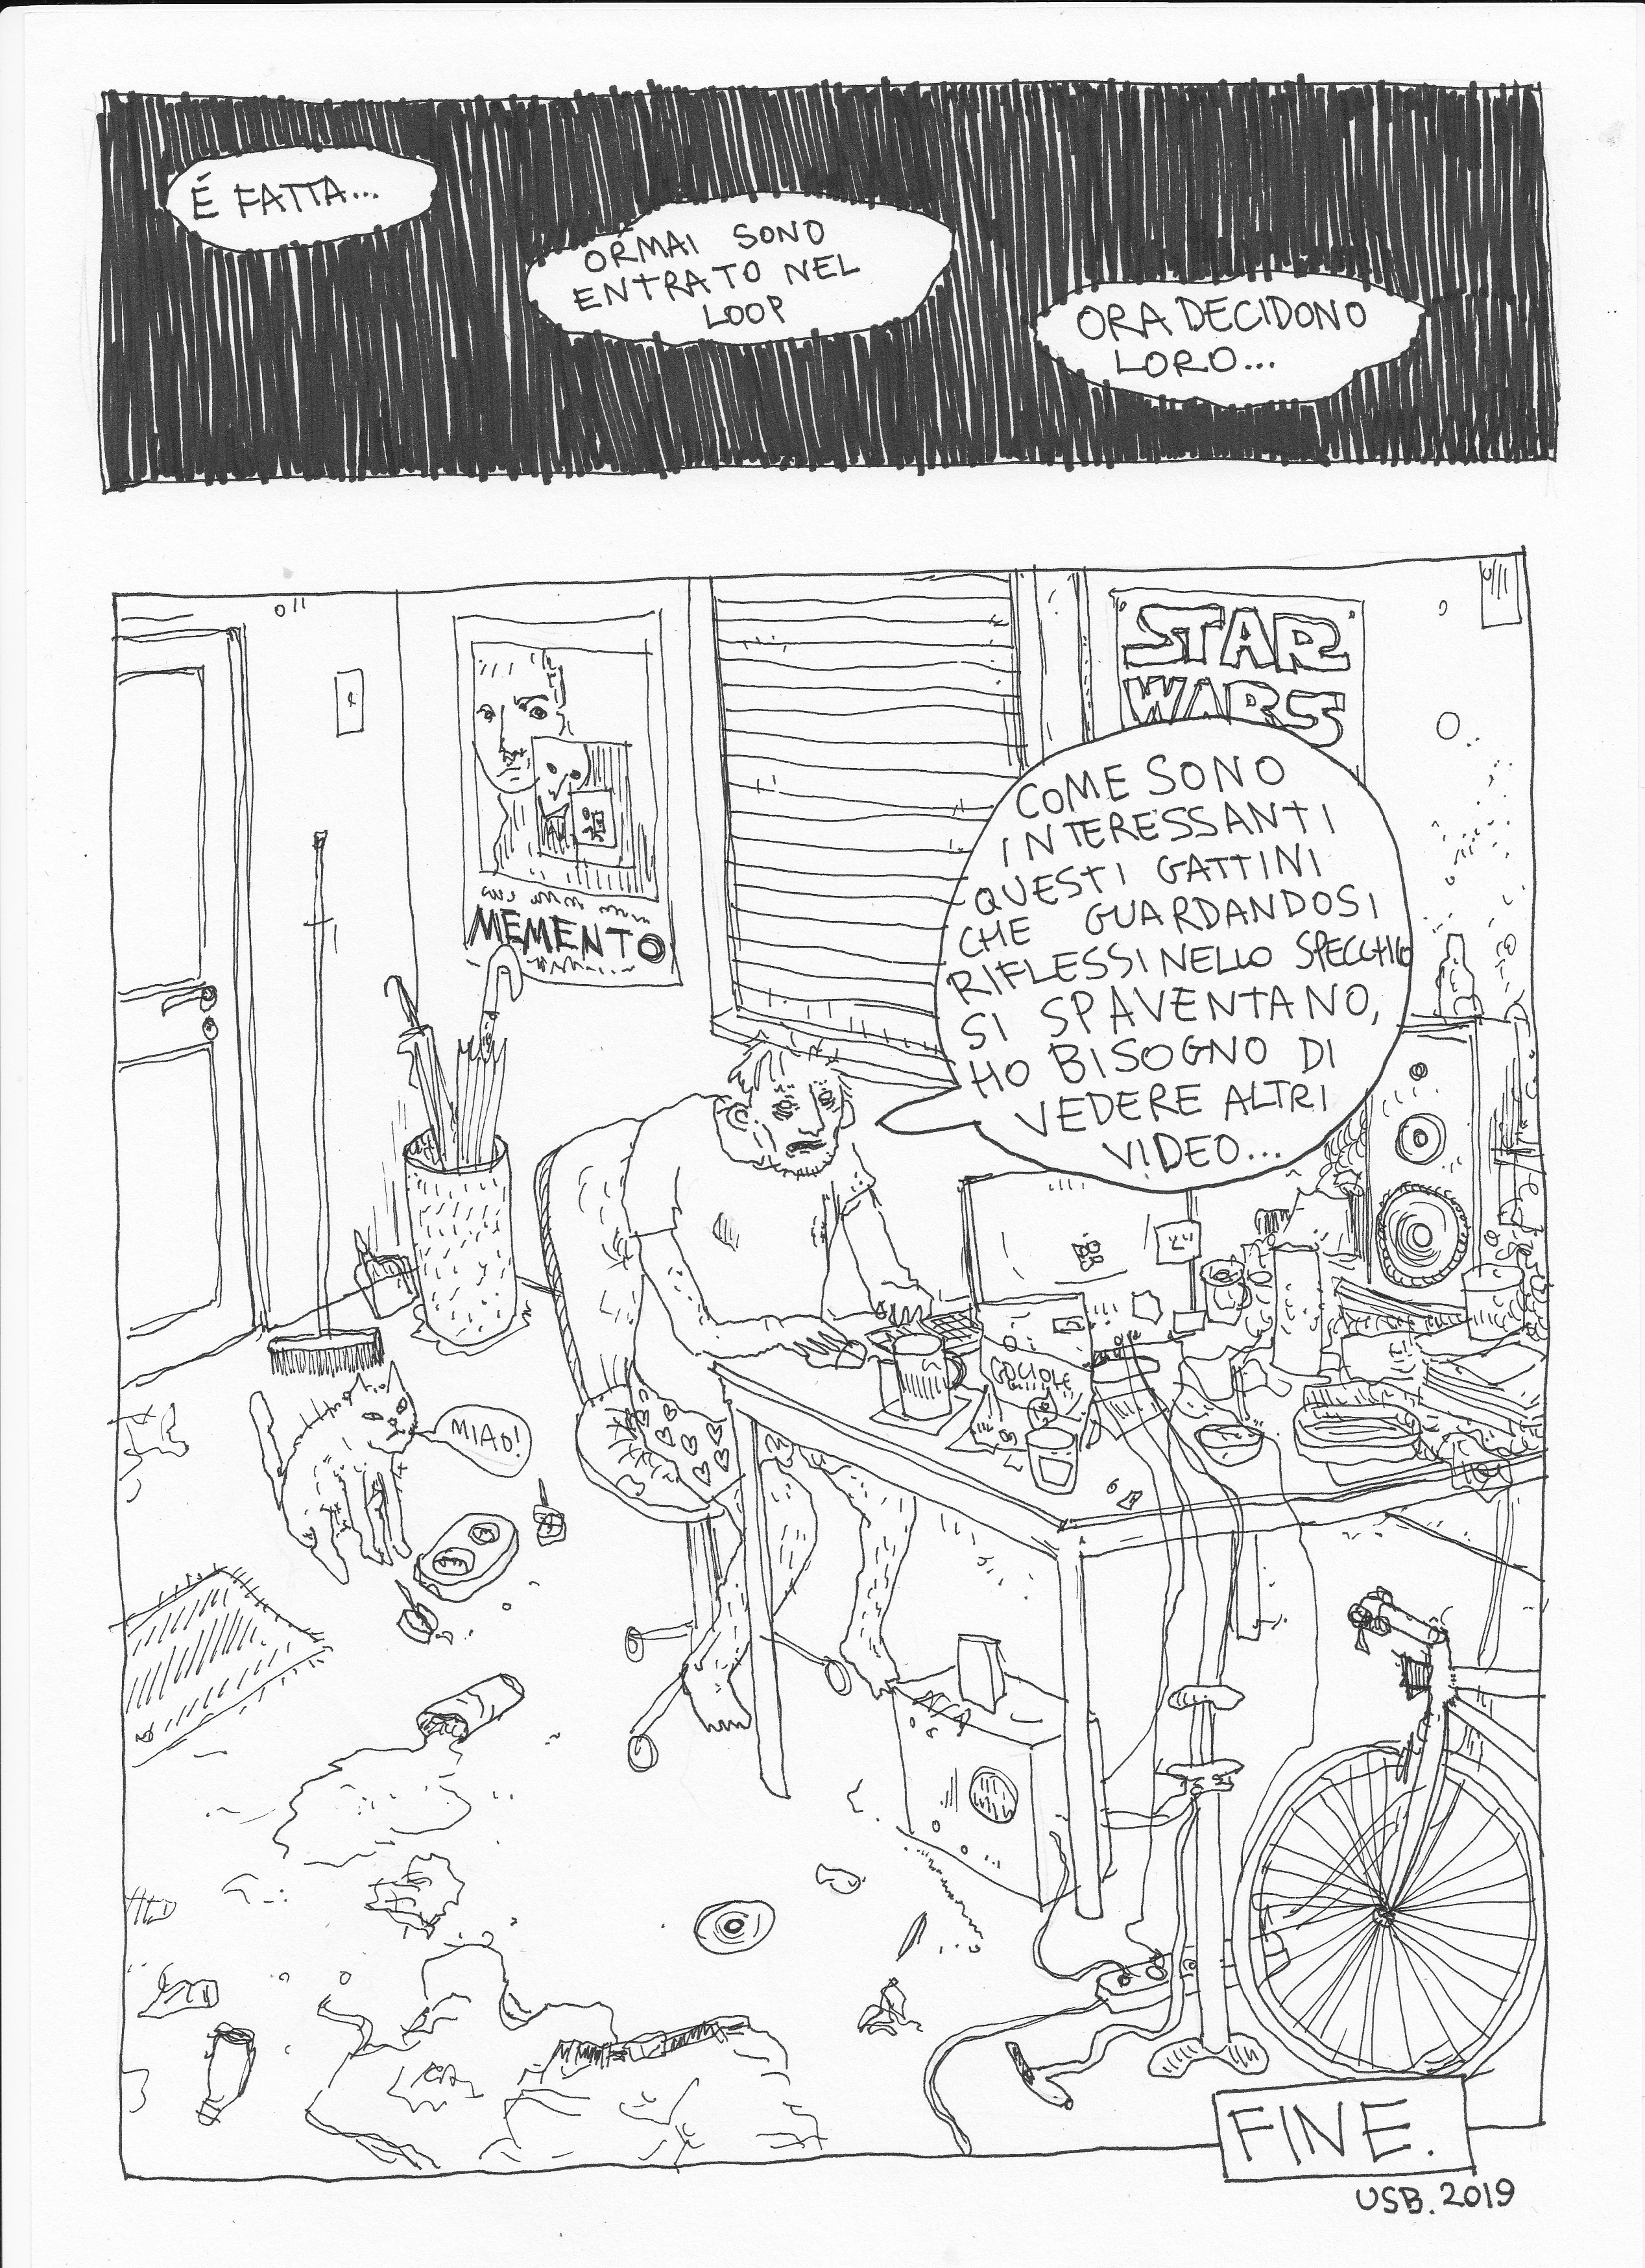 É FATTA...
ORMAI SONO
ENTRATO NEL
LOOP
ORA DECIDONO
LORO...
STAR
WARS
MEMENTO
COME SONO
INTERESSANTI
QUESTI GATTINI
CHE GUARDANDOSI
RIFLESSI NELLO SPECCHIO
SI SPAVENTANO,
HO BISOGNO DI
VEDERE ALTRI
VIDEO...
GOCIOLE
MIAO!
FINE.
USB. 2019